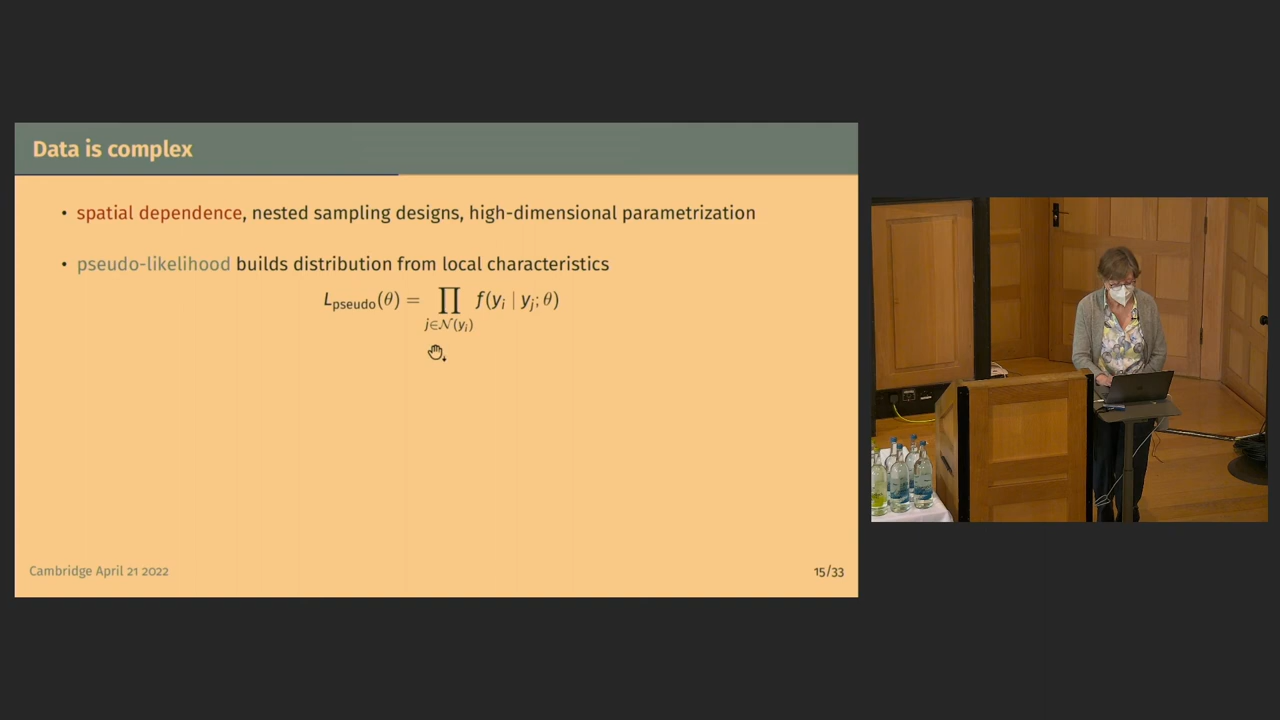 Data is complex
• spatial dependence, nested sampling designs, high-dimensional parametrization
• pseudo-likelihood builds distribution from local characteristics
L_pseudo(θ) = ∏_{j∈𝒩(y_i)} f(y_i | y_j; θ)
Cambridge April 21 2022
15/33